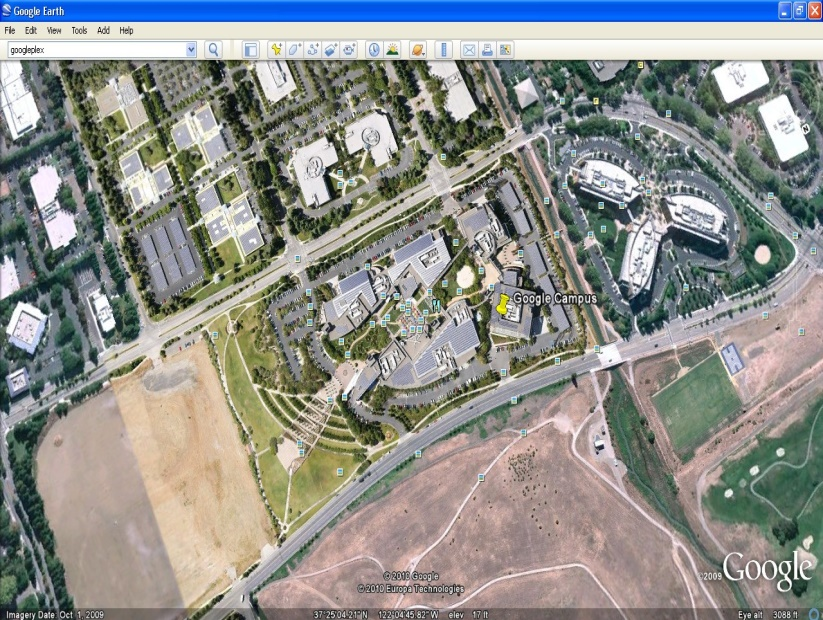 Google Earth
File Edit View Tools Add Help
googleplex
Google Campus
© 2010 Google
© 2010 Europa Technologies
©2009 Google
Imagery Date: Oct 1, 2009 37°25'04.21"N 122°04'45.82"W elev 17 ft Eye alt 3088 ft